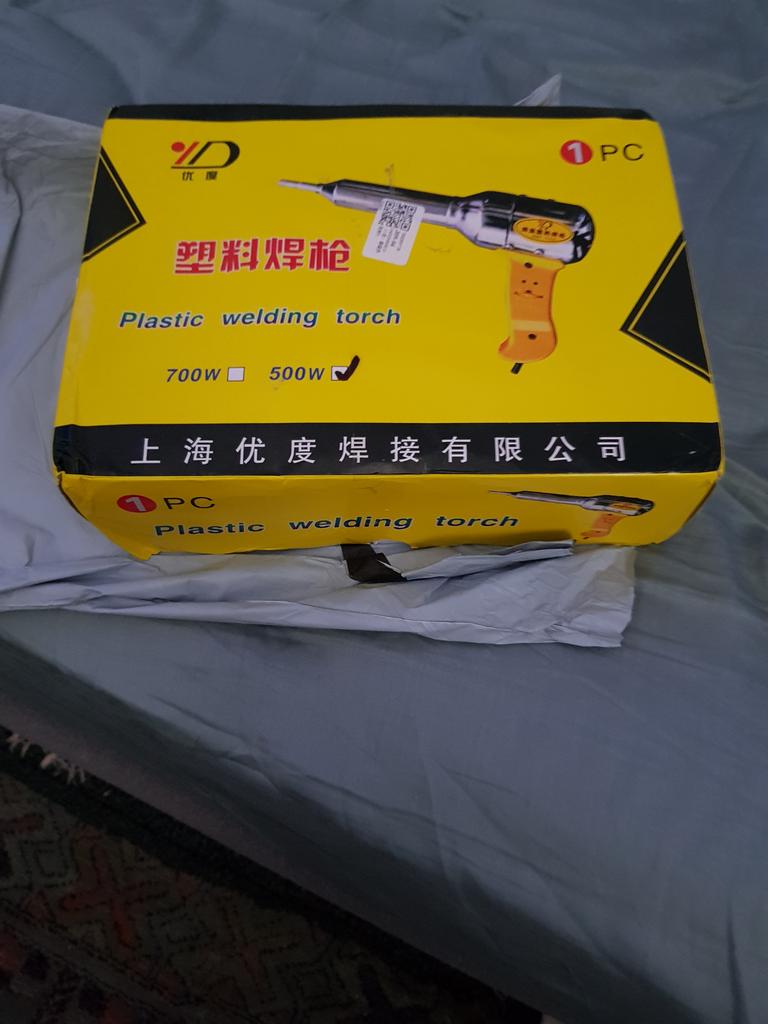 YD
优度
1 PC
塑料焊枪
Plastic welding torch
700W 500W
上海优度焊接有限公司
1 PC
Plastic welding torch